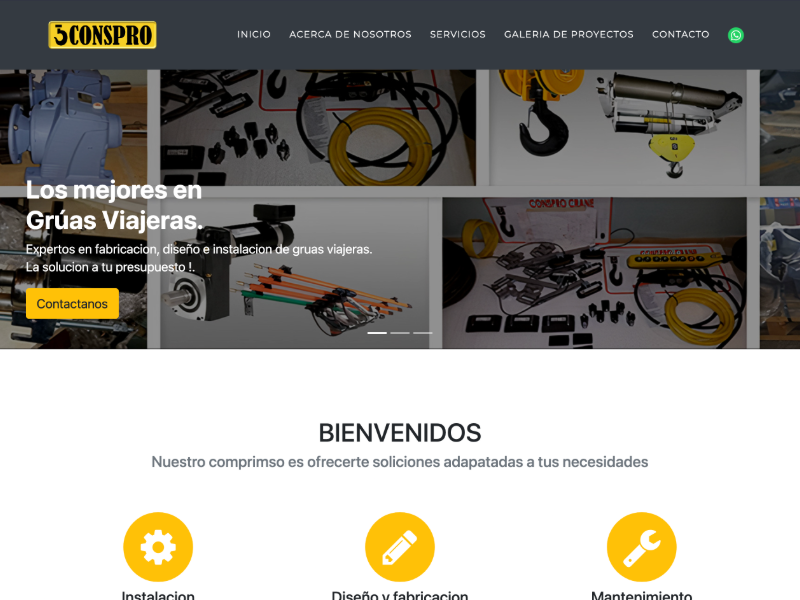 3CONSPRO
INICIO
ACERCA DE NOSOTROS
SERVICIOS
GALERIA DE PROYECTOS
CONTACTO
CONSPRO CRANE
CONSPRO CRANE
Los mejores en
Grúas Viajeras.
Expertos en fabricacion, diseño e instalacion de gruas viajeras.
La solucion a tu presupuesto !.
Contactanos
BIENVENIDOS
Nuestro comprimso es ofrecerte soliciones adapatadas a tus necesidades
Instalacion
Diseño y fabricacion
Mantenimiento